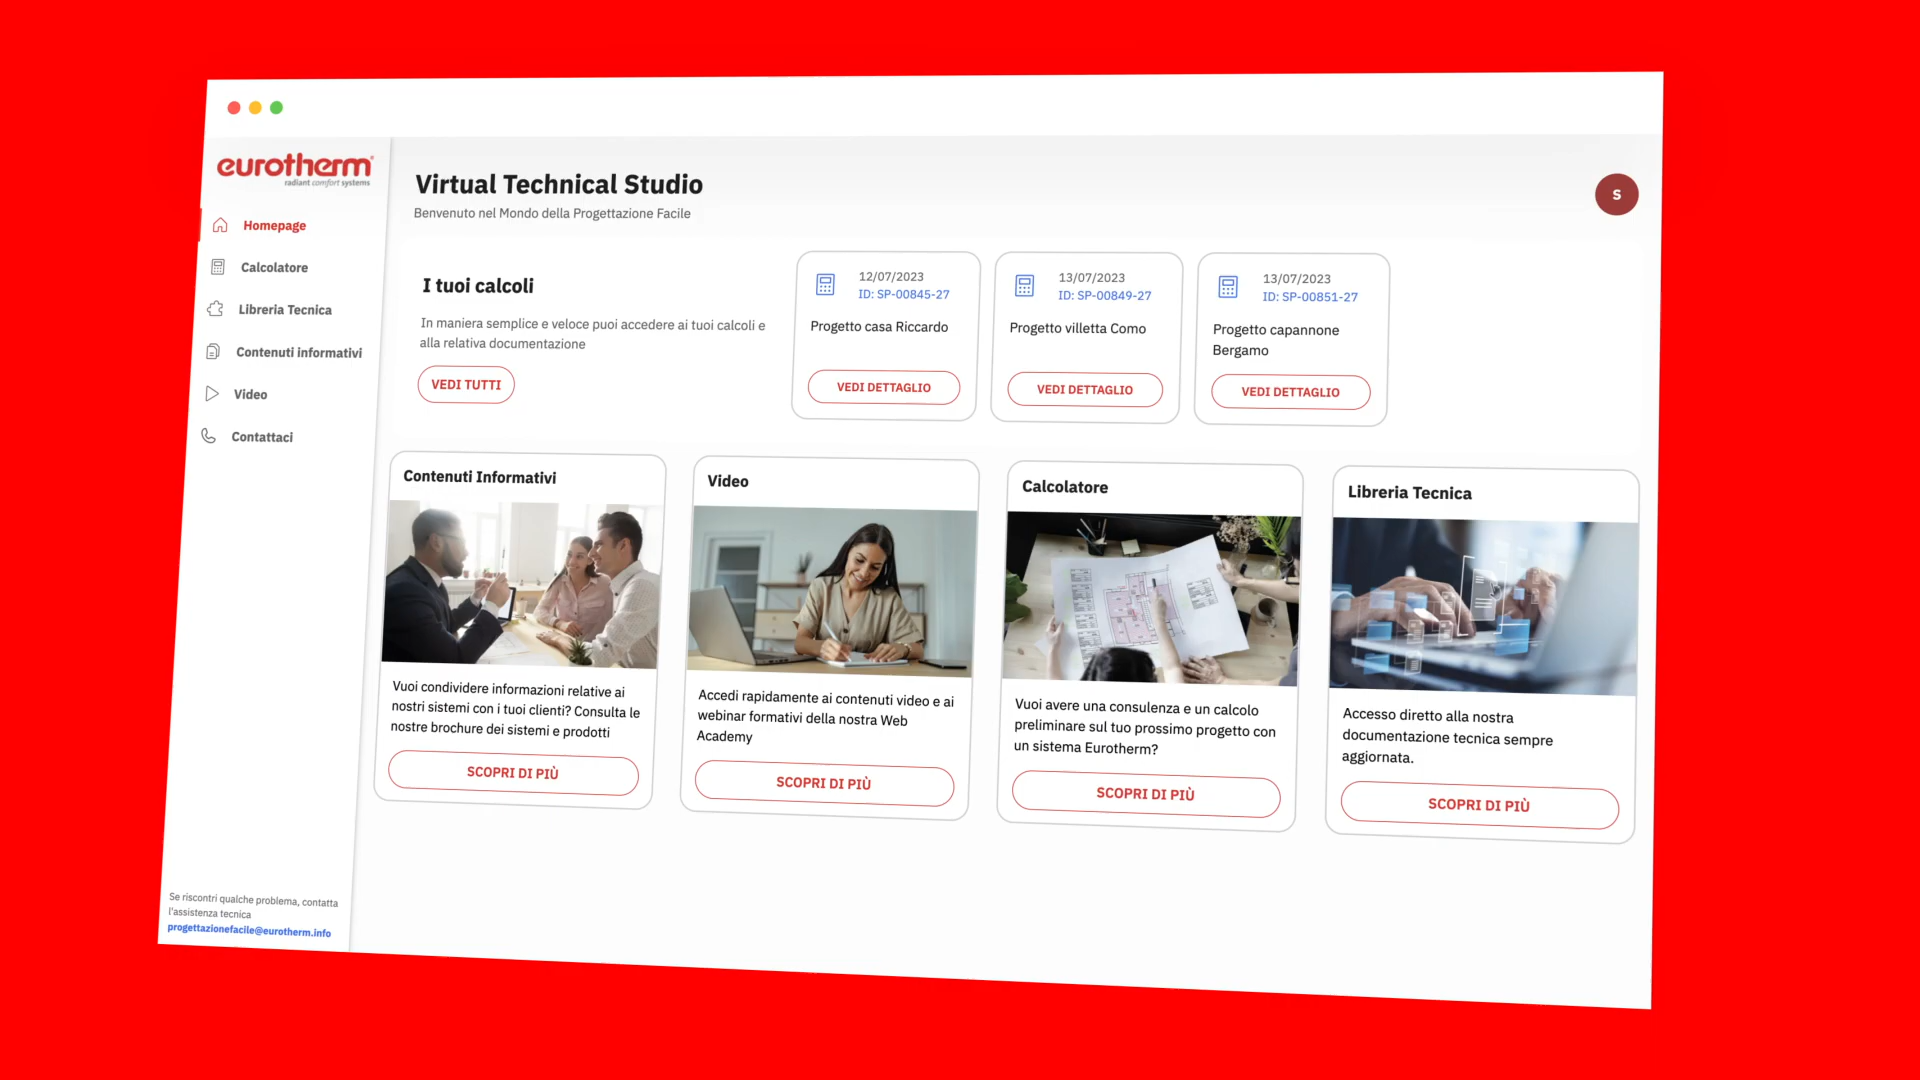 eurotherm
radiant comfort systems
Homepage
Calcolatore
Libreria Tecnica
Contenuti informativi
Video
Contattaci
Se riscontri qualche problema, contatta
l'assistenza tecnica
progettazionefacile@eurotherm.info
Virtual Technical Studio
Benvenuto nel Mondo della Progettazione Facile
S
I tuoi calcoli
In maniera semplice e veloce puoi accedere ai tuoi calcoli e
alla relativa documentazione
VEDI TUTTI
12/07/2023
ID: SP-00845-27
Progetto casa Riccardo
VEDI DETTAGLIO
13/07/2023
ID: SP-00849-27
Progetto villetta Como
VEDI DETTAGLIO
13/07/2023
ID: SP-00851-27
Progetto capannone
Bergamo
VEDI DETTAGLIO
Contenuti Informativi
Vuoi condividere informazioni relative ai
nostri sistemi con i tuoi clienti? Consulta le
nostre brochure dei sistemi e prodotti
SCOPRI DI PIÙ
Video
Accedi rapidamente ai contenuti video e ai
webinar formativi della nostra Web
Academy
SCOPRI DI PIÙ
Calcolatore
Vuoi avere una consulenza e un calcolo
preliminare sul tuo prossimo progetto con
un sistema Eurotherm?
SCOPRI DI PIÙ
Libreria Tecnica
Accesso diretto alla nostra
documentazione tecnica sempre
aggiornata.
SCOPRI DI PIÙ